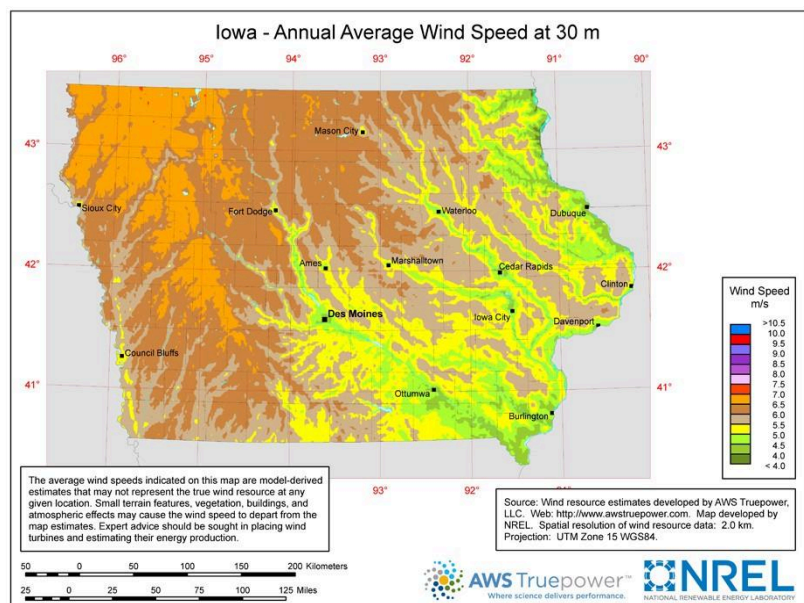 Iowa - Annual Average Wind Speed at 30 m
96° 95° 94° 93° 92° 91° 90°
43° 43°
42° 42°
41° 41°
93° 92° 91°
Mason City
Sioux City
Fort Dodge
Waterloo
Dubuque
Ames
Marshalltown
Cedar Rapids
Clinton
Des Moines
Iowa City
Davenport
Council Bluffs
Ottumwa
Burlington
Wind Speed
m/s
>10.5
10.5
10.0
9.5
9.0
8.5
8.0
7.5
7.0
6.5
6.0
5.5
5.0
4.5
4.0
< 4.0
The average wind speeds indicated on this map are model-derived
estimates that may not represent the true wind resource at any
given location. Small terrain features, vegetation, buildings, and
atmospheric effects may cause the wind speed to depart from the
map estimates. Expert advice should be sought in placing wind
turbines and estimating their energy production.
Source: Wind resource estimates developed by AWS Truepower,
LLC. Web: http://www.awstruepower.com. Map developed by
NREL. Spatial resolution of wind resource data: 2.0 km.
Projection: UTM Zone 15 WGS84.
50 0 50 100 150 200 Kilometers
25 0 25 50 75 100 125 Miles
AWS Truepower™
Where science delivers performance.
NREL
NATIONAL RENEWABLE ENERGY LABORATORY